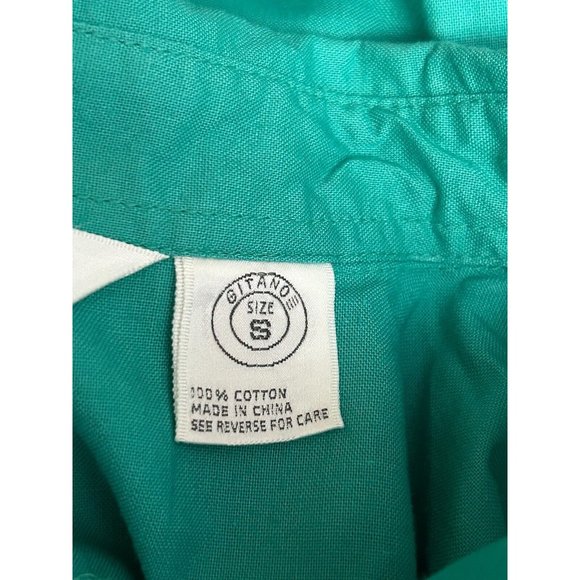 GITANO
SIZE
S
100% COTTON
MADE IN CHINA
SEE REVERSE FOR CARE